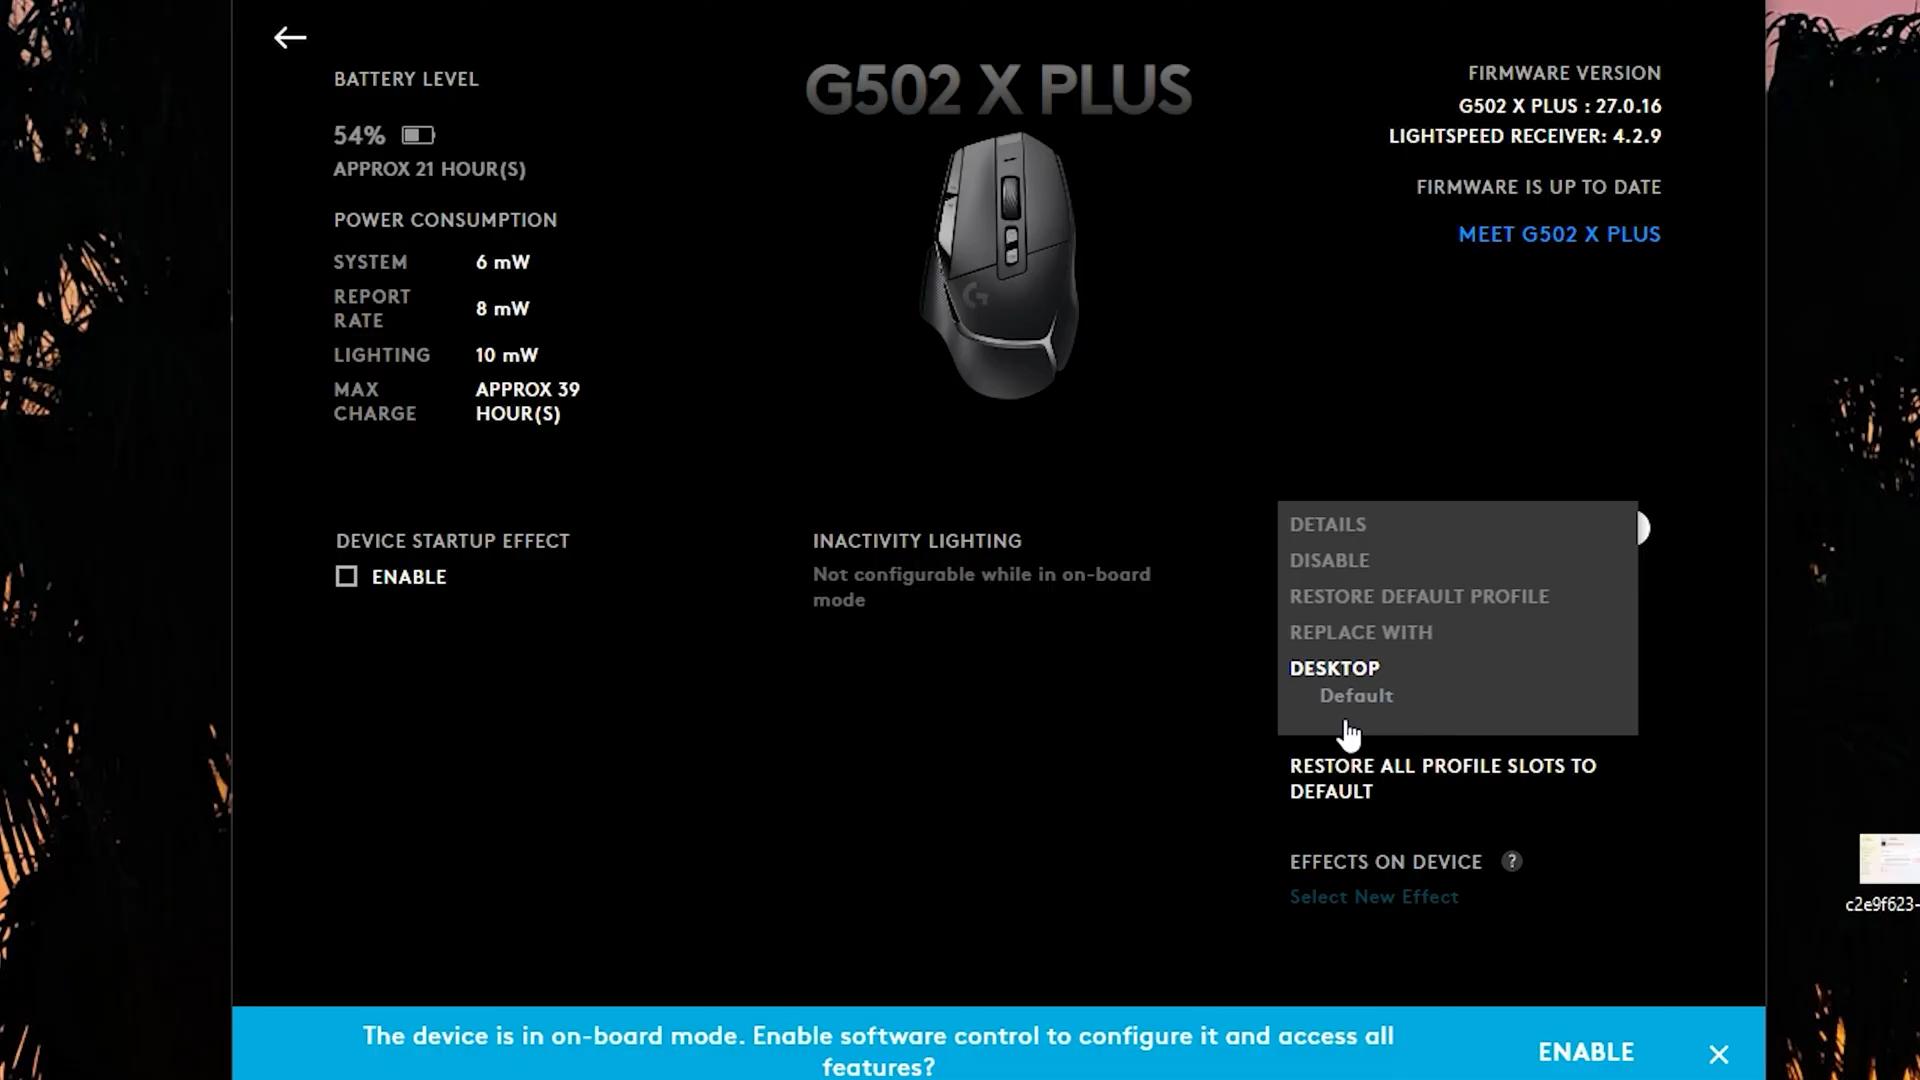 BATTERY LEVEL
54%
APPROX 21 HOUR(S)
POWER CONSUMPTION
SYSTEM 6 mW
REPORT
RATE 8 mW
LIGHTING 10 mW
MAX APPROX 39
CHARGE HOUR(S)
G502 X PLUS
FIRMWARE VERSION
G502 X PLUS : 27.0.16
LIGHTSPEED RECEIVER: 4.2.9
FIRMWARE IS UP TO DATE
MEET G502 X PLUS
DEVICE STARTUP EFFECT
ENABLE
INACTIVITY LIGHTING
Not configurable while in on-board
mode
DETAILS
DISABLE
RESTORE DEFAULT PROFILE
REPLACE WITH
DESKTOP
Default
RESTORE ALL PROFILE SLOTS TO
DEFAULT
EFFECTS ON DEVICE ?
Select New Effect
c2e9f623-
The device is in on-board mode. Enable software control to configure it and access all
features?
ENABLE